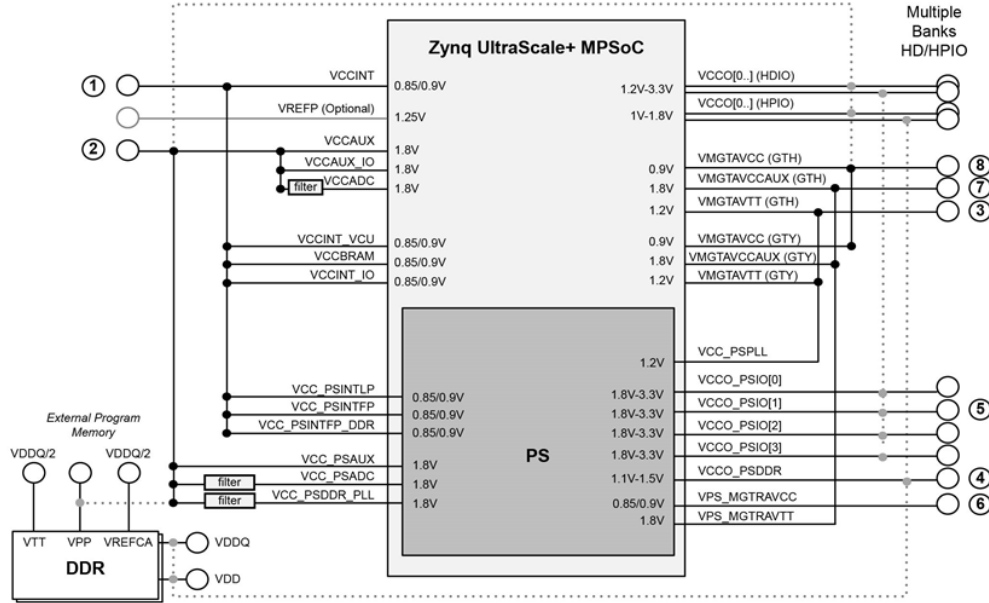 Multiple
Banks
HD/HPIO
Zynq UltraScale+ MPSoC
1
VCCINT
0.85/0.9V
VREFP (Optional)
1.25V
2
VCCAUX
1.8V
VCCAUX_IO
1.8V
filter
VCCADC
1.8V
VCCINT_VCU
0.85/0.9V
VCCBRAM
0.85/0.9V
VCCINT_IO
0.85/0.9V
VCC_PSINTLP
0.85/0.9V
VCC_PSINTFP
0.85/0.9V
VCC_PSINTFP_DDR
0.85/0.9V
VCC_PSAUX
1.8V
filter
VCC_PSADC
1.8V
filter
VCC_PSDDR_PLL
1.8V
PS
1.2V-3.3V
VCCO[0..] (HDIO)
1V-1.8V
VCCO[0..] (HPIO)
0.9V
VMGTAVCC (GTH)
8
1.8V
VMGTAVCCAUX (GTH)
7
1.2V
VMGTAVTT (GTH)
3
0.9V
VMGTAVCC (GTY)
1.8V
VMGTAVCCAUX (GTY)
1.2V
VMGTAVTT (GTY)
1.2V
VCC_PSPLL
1.8V-3.3V
VCCO_PSIO[0]
1.8V-3.3V
VCCO_PSIO[1]
5
1.8V-3.3V
VCCO_PSIO[2]
1.8V-3.3V
VCCO_PSIO[3]
1.1V-1.5V
VCCO_PSDDR
4
0.85/0.9V
VPS_MGTRAVCC
6
1.8V
VPS_MGTRAVTT
External Program
Memory
VDDQ/2
VPP
VDDQ/2
VTT
VPP
VREFCA
DDR
VDDQ
VDD